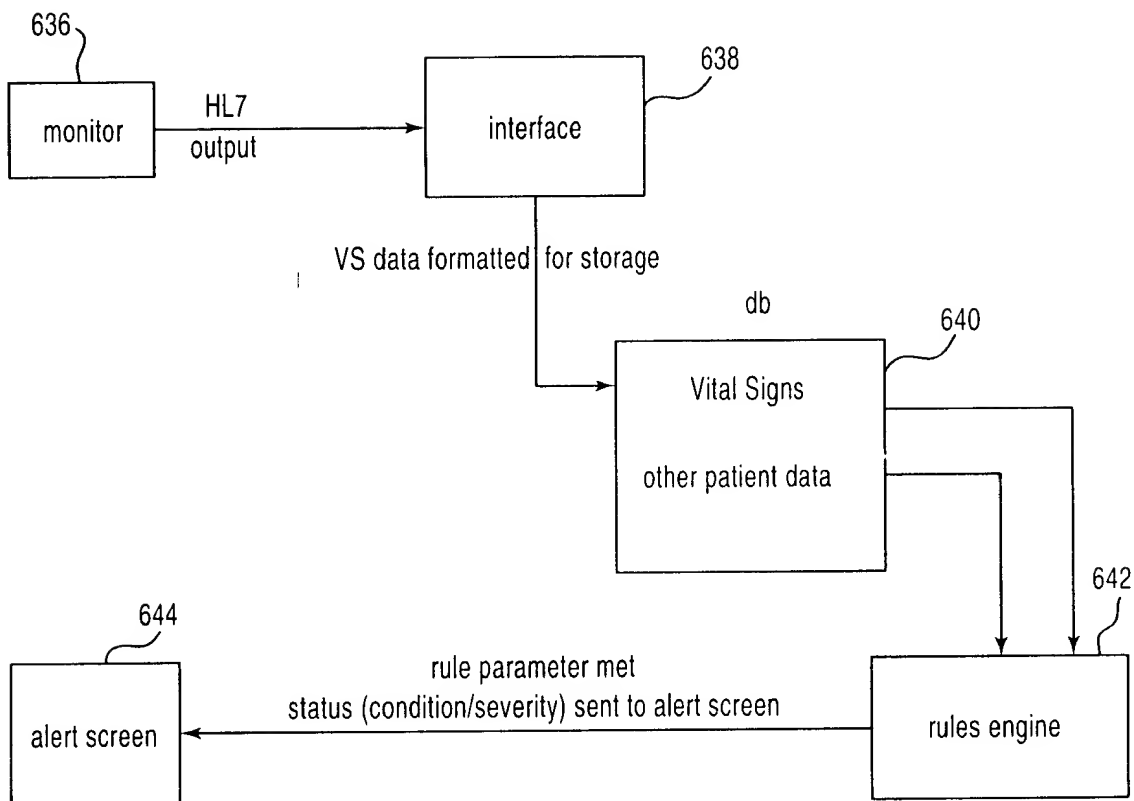 636
monitor
HL7
output
638
interface
VS data formatted for storage
db
640
Vital Signs
other patient data
642
644
rule parameter met
status (condition/severity) sent to alert screen
alert screen
rules engine